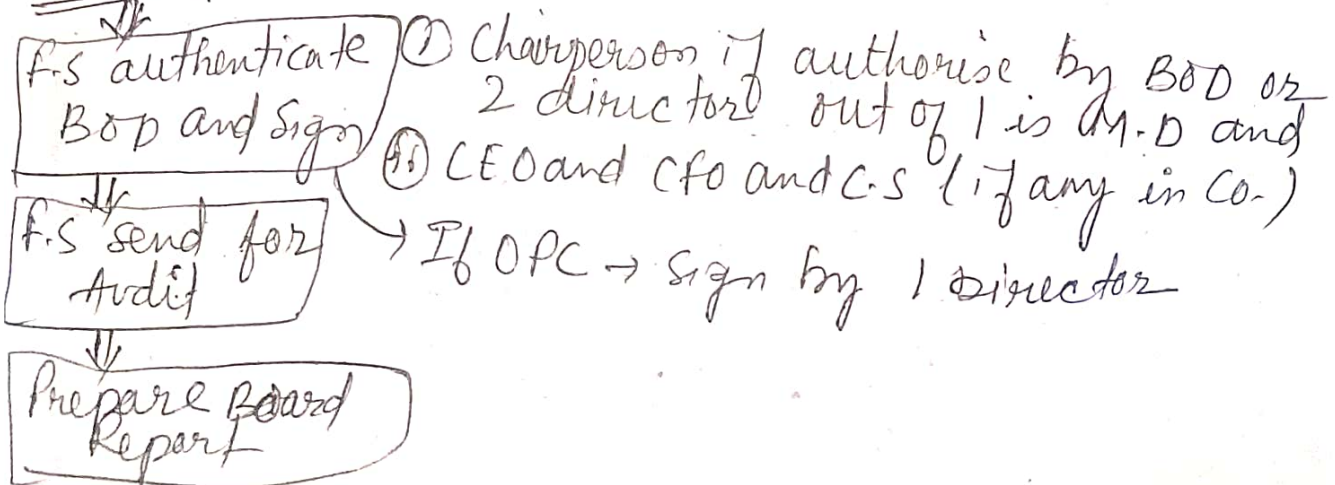 F.S authenticate
BOD and Sign
(i) Chairperson if authorise by BOD or
2 director out of 1 is M.D and
(ii) CEO and CFO and C.S (if any in Co.)
→ If OPC → Sign by 1 Director
F.S send for
Audit
Prepare Board
Report